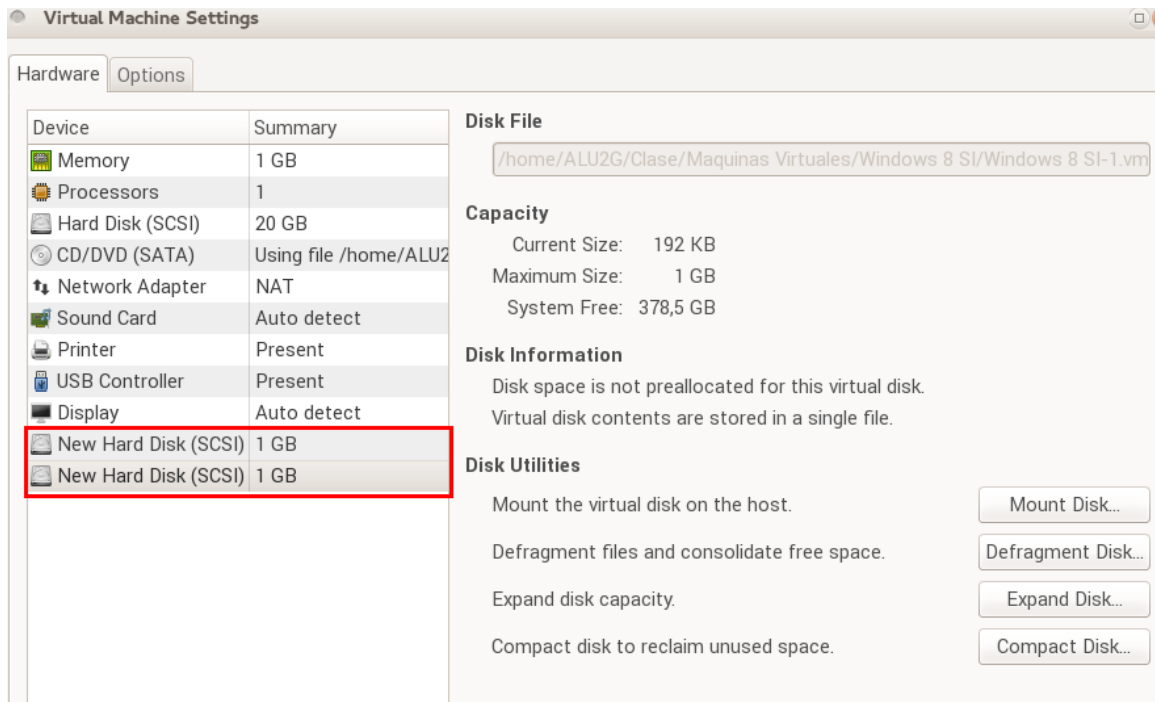 Virtual Machine Settings
Hardware Options
Device Summary
Memory 1 GB
Processors 1
Hard Disk (SCSI) 20 GB
CD/DVD (SATA) Using file /home/ALU2
Network Adapter NAT
Sound Card Auto detect
Printer Present
USB Controller Present
Display Auto detect
New Hard Disk (SCSI) 1 GB
New Hard Disk (SCSI) 1 GB
Disk File
/home/ALU2G/Clase/Maquinas Virtuales/Windows 8 SI/Windows 8 SI-1.vm
Capacity
Current Size: 192 KB
Maximum Size: 1 GB
System Free: 378,5 GB
Disk Information
Disk space is not preallocated for this virtual disk.
Virtual disk contents are stored in a single file.
Disk Utilities
Mount the virtual disk on the host. Mount Disk...
Defragment files and consolidate free space. Defragment Disk...
Expand disk capacity. Expand Disk...
Compact disk to reclaim unused space. Compact Disk...